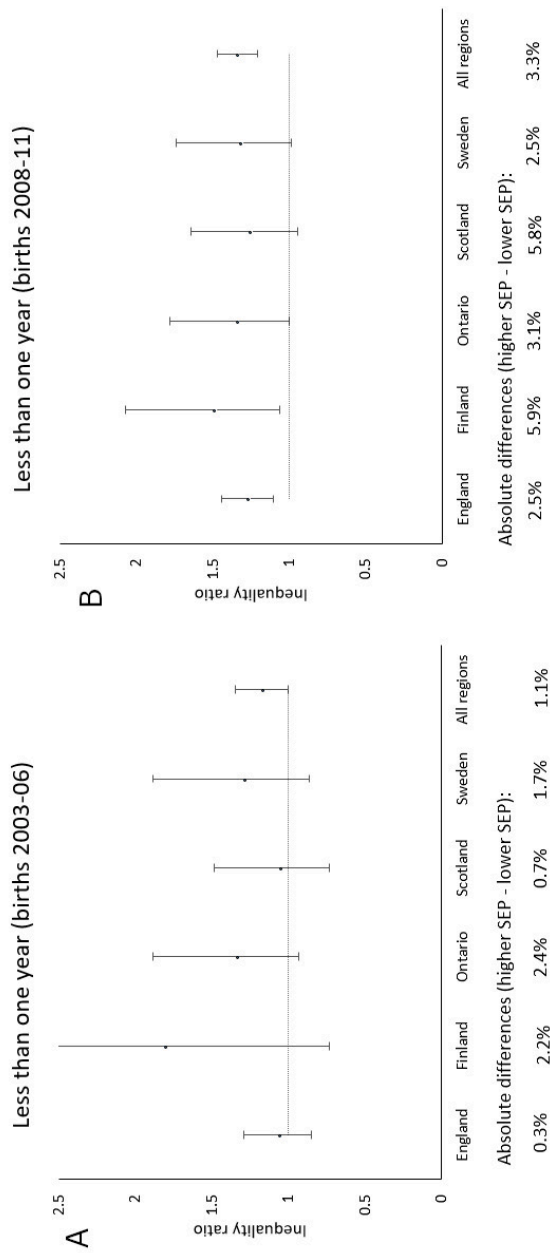 A
Less than one year (births 2003-06)
Inequality ratio
2.5
2
1.5
1
0.5
0
England Finland Ontario Scotland Sweden All regions
Absolute differences (higher SEP - lower SEP):
0.3% 2.2% 2.4% 0.7% 1.7% 1.1%
B
Less than one year (births 2008-11)
Inequality ratio
2.5
2
1.5
1
0.5
0
England Finland Ontario Scotland Sweden All regions
Absolute differences (higher SEP - lower SEP):
2.5% 5.9% 3.1% 5.8% 2.5% 3.3%